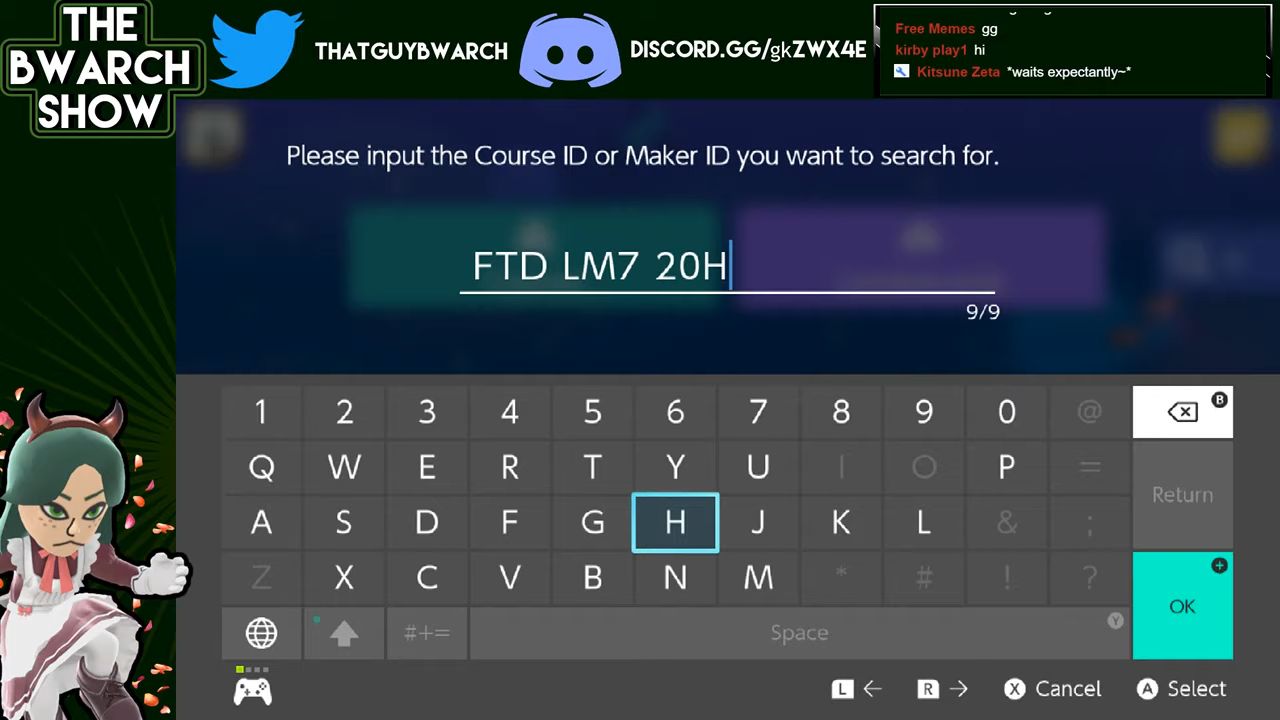 THE
BWARCH
SHOW
THATGUYBWARCH
DISCORD.GG/gkZWX4E
Free Memes gg
kirby play1 hi
Kitsune Zeta *waits expectantly~*
Please input the Course ID or Maker ID you want to search for.
FTD LM7 20H
9/9
1 2 3 4 5 6 7 8 9 0 @ B
Q W E R T Y U I O P = Return
A S D F G H J K L & ;
Z X C V B N M * # ! ? + OK
#+= Space Y
L ← R → X Cancel A Select